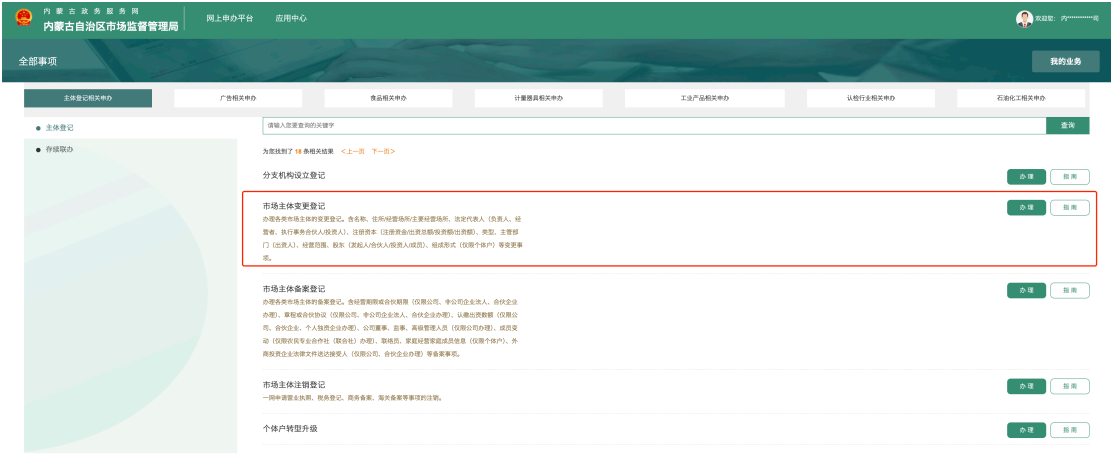 内蒙古政务服务网
内蒙古自治区市场监督管理局
网上申办平台
应用中心
欢迎您： 内************司
全部事项
我的业务
主体登记相关申办
广告相关申办
食品相关申办
计量器具相关申办
工业产品相关申办
认检行业相关申办
石油化工相关申办
主体登记
存续联办
请输入您要查询的关键字
查询
为您找到了 18 条相关结果 <上一页 下一页>
分支机构设立登记
办 理
指 南
市场主体变更登记
办 理
指 南
办理各类市场主体的变更登记。含名称、住所/经营场所/主要经营场所、法定代表人（负责人、经
营者、执行事务合伙人/投资人）、注册资本（注册资金/出资总额/投资额/出资额）、类型、主管部
门（出资人）、经营范围、股东（发起人/合伙人/投资人/成员）、组成形式（仅限个体户）等变更事
项。
市场主体备案登记
办 理
指 南
办理各类市场主体的备案登记。含经营期限或合伙期限（仅限公司、非公司企业法人、合伙企业
办理）、章程或合伙协议（仅限公司、非公司企业法人、合伙企业办理）、认缴出资数额（仅限公
司、合伙企业、个人独资企业办理）、公司董事、监事、高级管理人员（仅限公司办理）、成员变
动（仅限农民专业合作社（联合社）办理）、联络员、家庭经营家庭成员信息（仅限个体户）、外
商投资企业法律文件送达接受人（仅限公司、合伙企业办理）等备案事项。
市场主体注销登记
办 理
指 南
一网申请营业执照、税务登记、商务备案、海关备案等事项的注销。
个体户转型升级
办 理
指 南